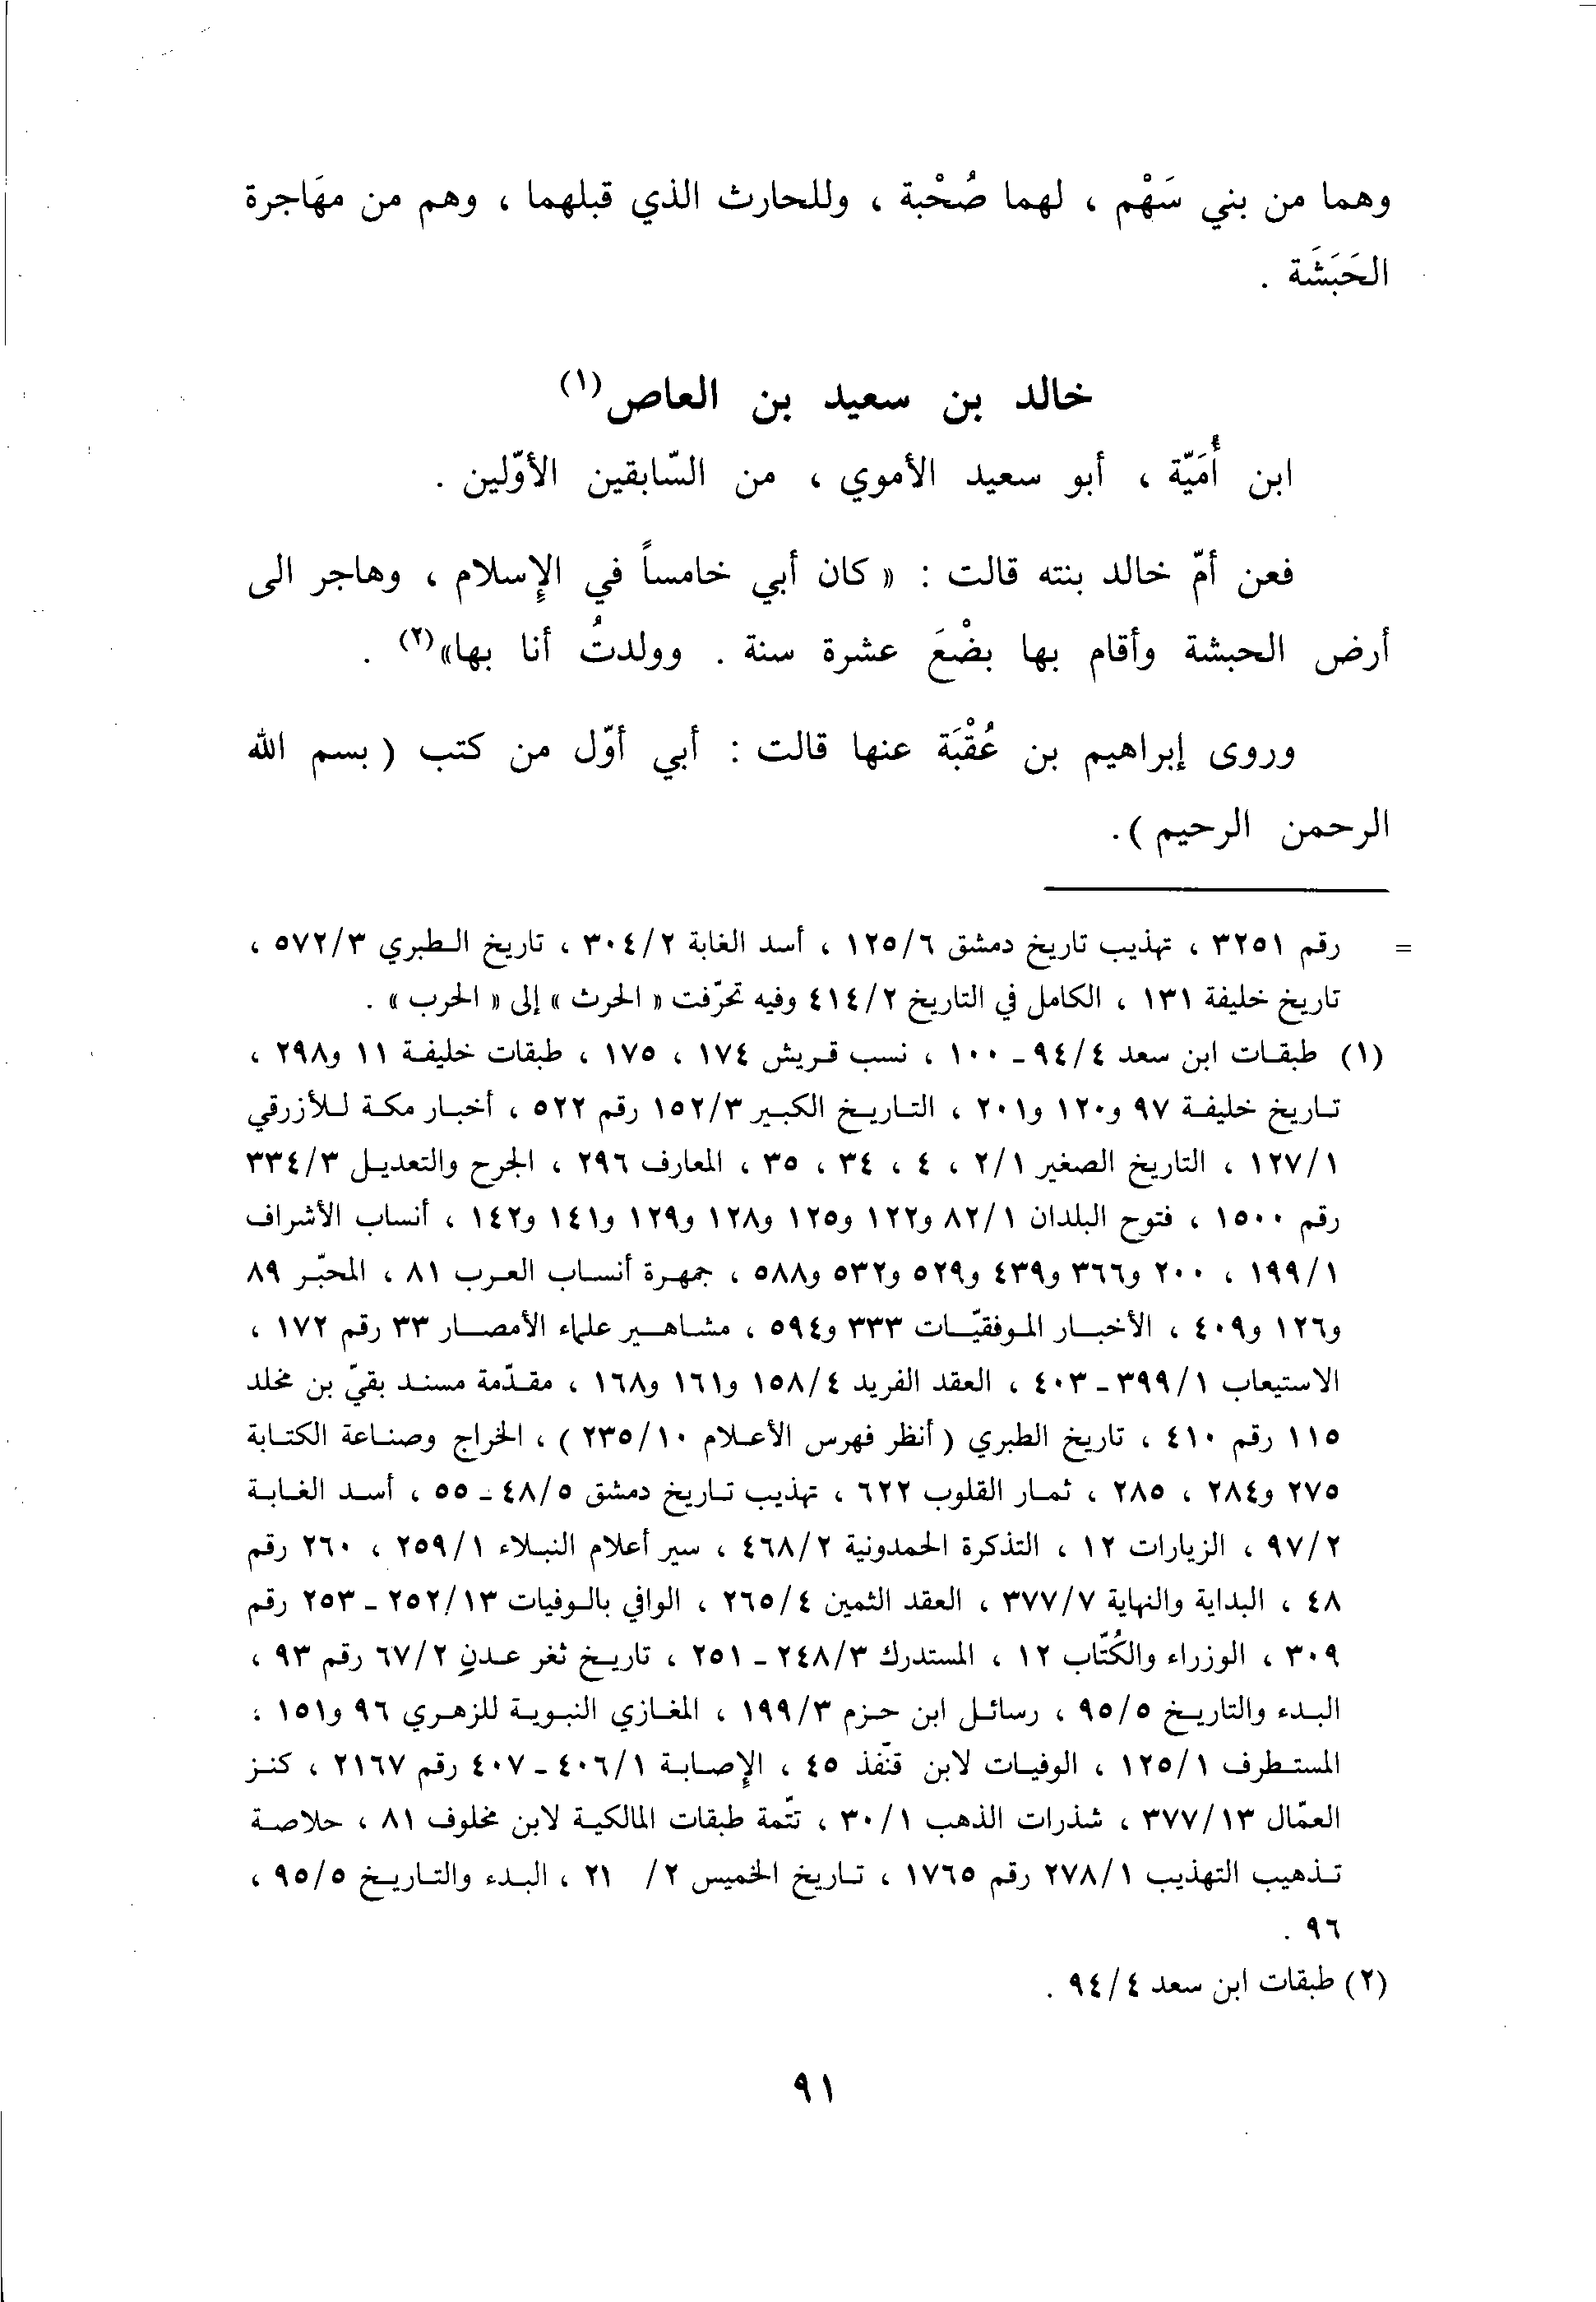 وهما من بني سَهْم ، لهما صُحْبة ، وللحارث الذي قبلهما ، وهم من مهَاجرة
الحَبَشَة .
خالد بن سعيد بن العاص(١)
ابن أُمَيّة ، أبو سعيد الأموي ، من السّابقين الأوّلين .
فعن أمّ خالد بنته قالت : « كان أبي خامساً في الإِسلام ، وهاجر الى
أرض الحبشة وأقام بها بضْعَ عشرة سنة . وولدتُ أنا بها»(٢) .
وروى إبراهيم بن عُقْبَة عنها قالت : أبي أوّل من كتب ( بسم الله
الرحمن الرحيم ).
= رقم ٣٢٥١ ، تهذيب تاريخ دمشق ١٢٥/٦ ، أسد الغابة ٣٠٤/٢ ، تاريخ الطبري ٥٧٢/٣ ،
تاريخ خليفة ١٣١ ، الكامل في التاريخ ٤١٤/٢ وفيه تحرّفت « الحرث » إلى « الحرب » .
(١) طبقات ابن سعد ٩٤/٤ - ١٠٠ ، نسب قريش ١٧٤ ، ١٧٥ ، طبقات خليفة ١١ و٢٩٨ ،
تاريخ خليفة ٩٧ و١٢٠ و٢٠١ ، التاريخ الكبير ١٥٢/٣ رقم ٥٢٢ ، أخبار مكة للأزرقي
١٢٧/١ ، التاريخ الصغير ٢/١ ، ٤ ، ٣٤ ، ٣٥ ، المعارف ٢٩٦ ، الجرح والتعديل ٣٣٤/٣
رقم ١٥٠٠ ، فتوح البلدان ٨٢/١ و١٢٢ و١٢٥ و١٢٨ و١٢٩ و١٤١ و١٤٢ ، أنساب الأشراف
١٩٩/١ ، ٢٠٠ و٣٦٦ و٤٣٩ و٥٢٩ و٥٣٢ و٥٨٨ ، جمهرة أنساب العرب ٨١ ، المحبّر ٨٩
و١٢٦ و٤٠٩ ، الأخبار الموفقيّات ٣٣٣ و٥٩٤ ، مشاهير علماء الأمصار ٣٣ رقم ١٧٢ ،
الاستيعاب ٣٩٩/١ - ٤٠٣ ، العقد الفريد ١٥٨/٤ و١٦١ و١٦٨ ، مقدّمة مسند بقيّ بن مخلد
١١٥ رقم ٤١٠ ، تاريخ الطبري ( أنظر فهرس الأعلام ٢٣٥/١٠ ) ، الخراج وصناعة الكتابة
٢٧٥ و٢٨٤ ، ٢٨٥ ، ثمار القلوب ٦٢٢ ، تهذيب تاريخ دمشق ٤٨/٥ - ٥٥ ، أسد الغابة
٩٧/٢ ، الزيارات ١٢ ، التذكرة الحمدونية ٤٦٨/٢ ، سير أعلام النبلاء ٢٥٩/١ ، ٢٦٠ رقم
٤٨ ، البداية والنهاية ٣٧٧/٧ ، العقد الثمين ٢٦٥/٤ ، الوافي بالوفيات ٢٥٢/١٣ - ٢٥٣ رقم
٣٠٩ ، الوزراء والكُتّاب ١٢ ، المستدرك ٢٤٨/٣ - ٢٥١ ، تاريخ ثغر عدن ٦٧/٢ رقم ٩٣ ،
البدء والتاريخ ٩٥/٥ ، رسائل ابن حزم ١٩٩/٣ ، المغازي النبوية للزهري ٩٦ و١٥١ ،
المستطرف ١٢٥/١ ، الوفيات لابن قنّفذ ٤٥ ، الإصابة ٤٠٦/١ - ٤٠٧ رقم ٢١٦٧ ، كنز
العمّال ٣٧٧/١٣ ، شذرات الذهب ٣٠/١ ، تتّمة طبقات المالكية لابن مخلوف ٨١ ، خلاصة
تذهيب التهذيب ٢٧٨/١ رقم ١٧٦٥ ، تاريخ الخميس ٢/ ٢١ ، البدء والتاريخ ٩٥/٥ ،
٩٦ .
(٢) طبقات ابن سعد ٩٤/٤ .
٩١